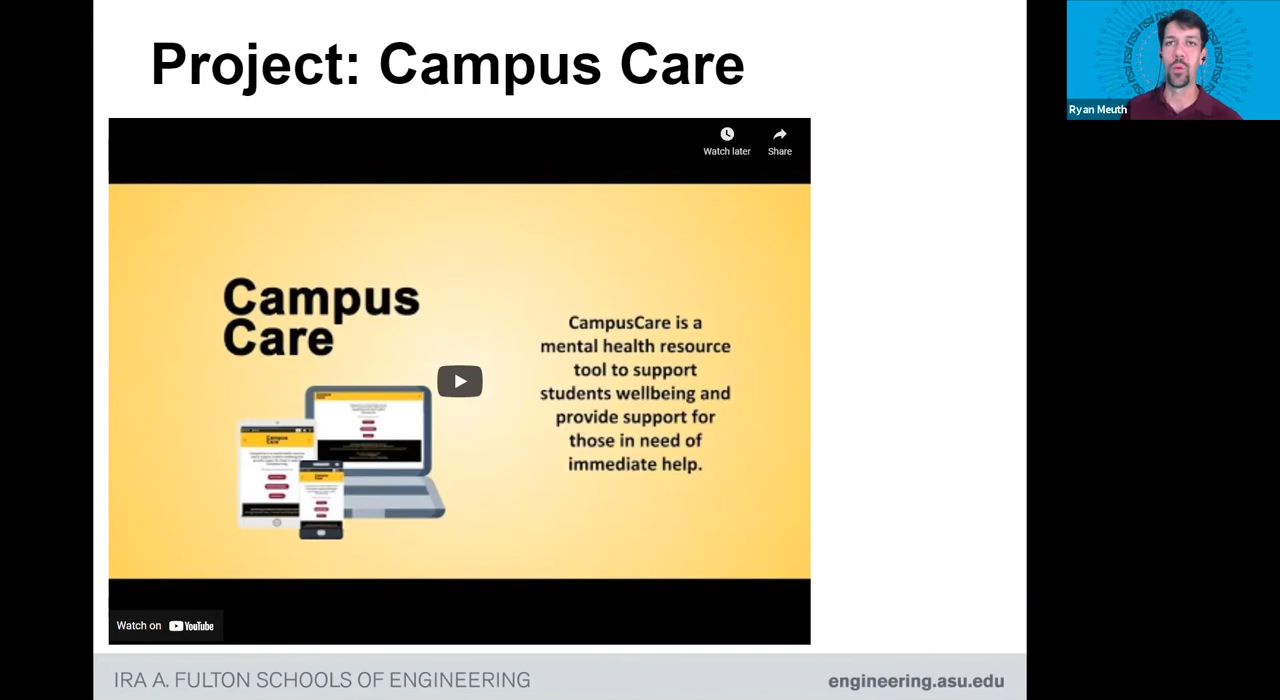 Project: Campus Care
Ryan Meuth
Watch later
Share
Campus
Care
CampusCare is a
mental health resource
tool to support
students wellbeing and
provide support for
those in need of
immediate help.
Watch on YouTube
IRA A. FULTON SCHOOLS OF ENGINEERING
engineering.asu.edu